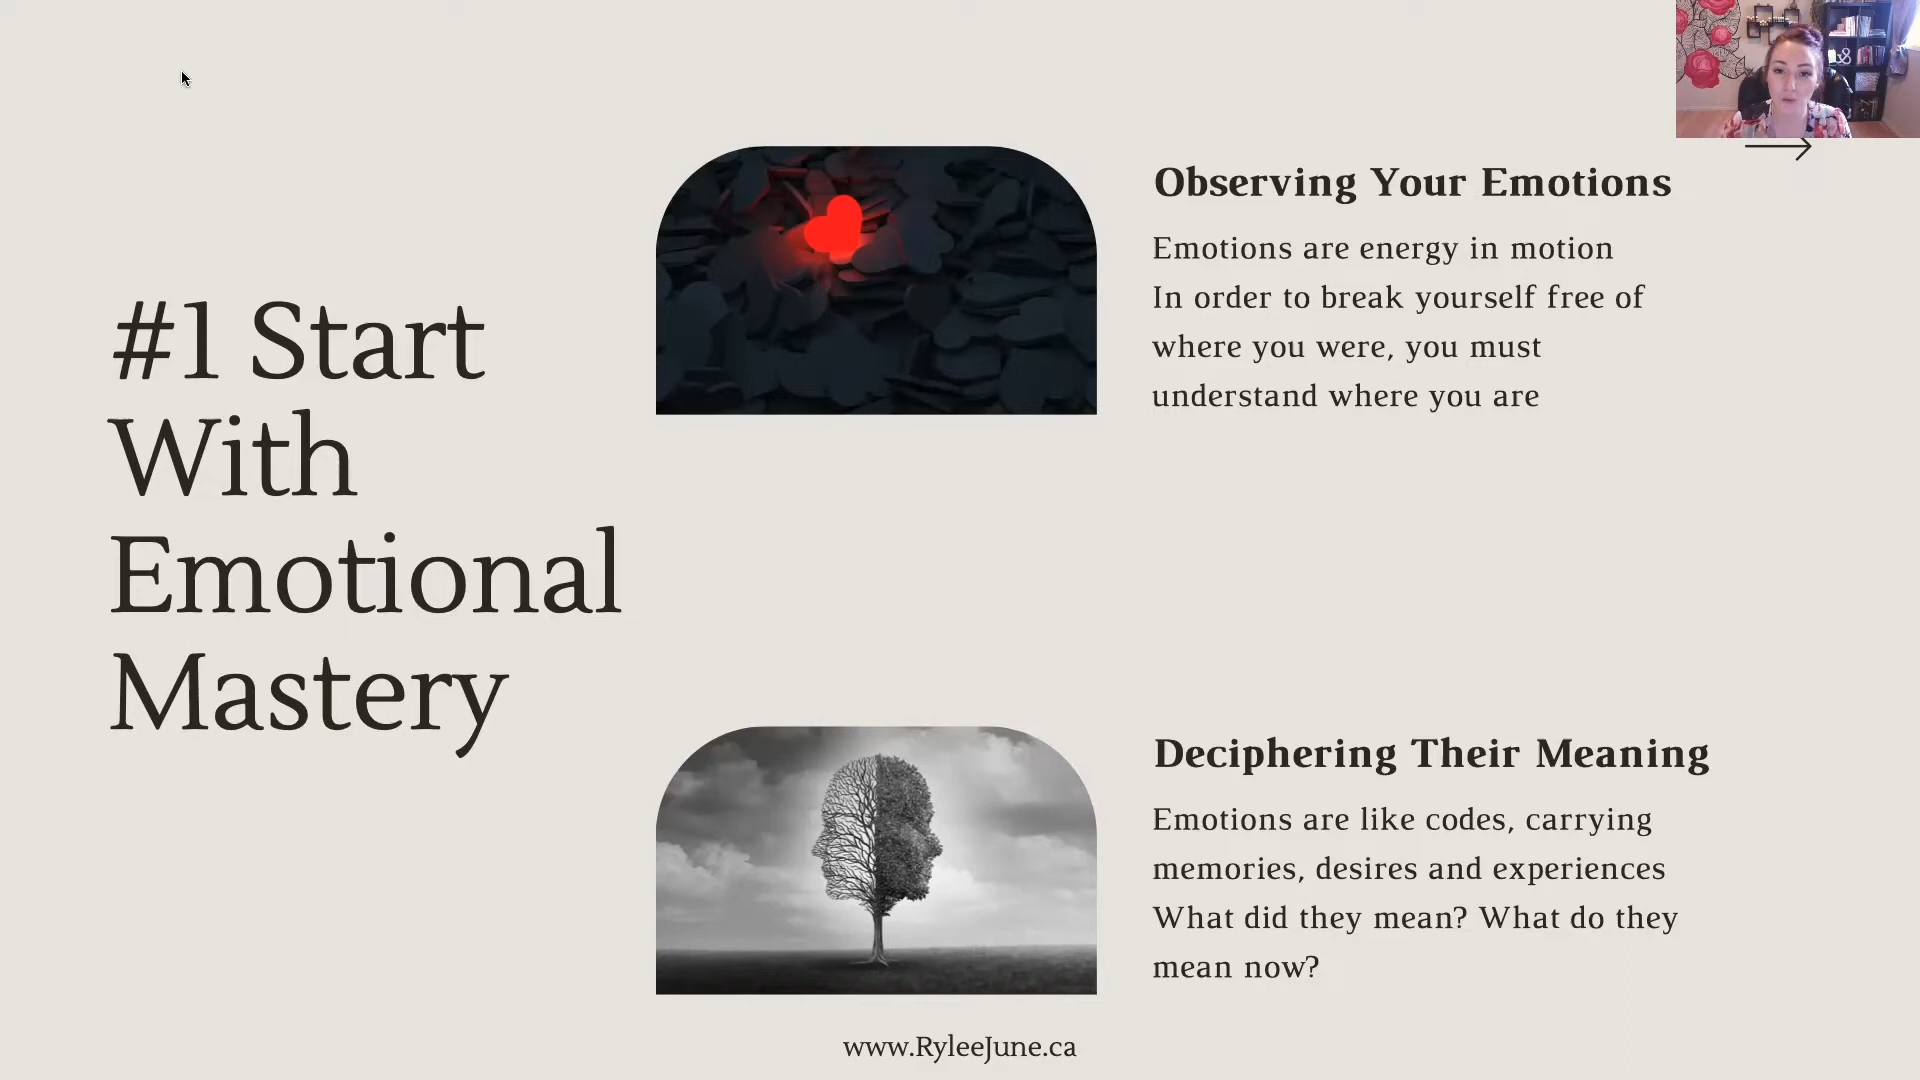 #1 Start
With
Emotional
Mastery
Observing Your Emotions
Emotions are energy in motion
In order to break yourself free of
where you were, you must
understand where you are
Deciphering Their Meaning
Emotions are like codes, carrying
memories, desires and experiences
What did they mean? What do they
mean now?
www.RyleeJune.ca
&